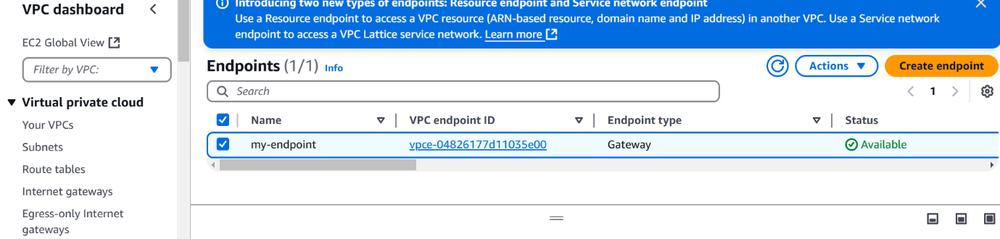 VPC dashboard
EC2 Global View
Filter by VPC:
Virtual private cloud
Your VPCs
Subnets
Route tables
Internet gateways
Egress-only Internet
gateways
Introducing two new types of endpoints: Resource endpoint and Service network endpoint
Use a Resource endpoint to access a VPC resource (ARN-based resource, domain name and IP address) in another VPC. Use a Service network
endpoint to access a VPC Lattice service network. Learn more
Endpoints (1/1) Info
Actions
Create endpoint
Search
1
Name VPC endpoint ID Endpoint type Status
my-endpoint vpce-04826177d11035e00 Gateway Available